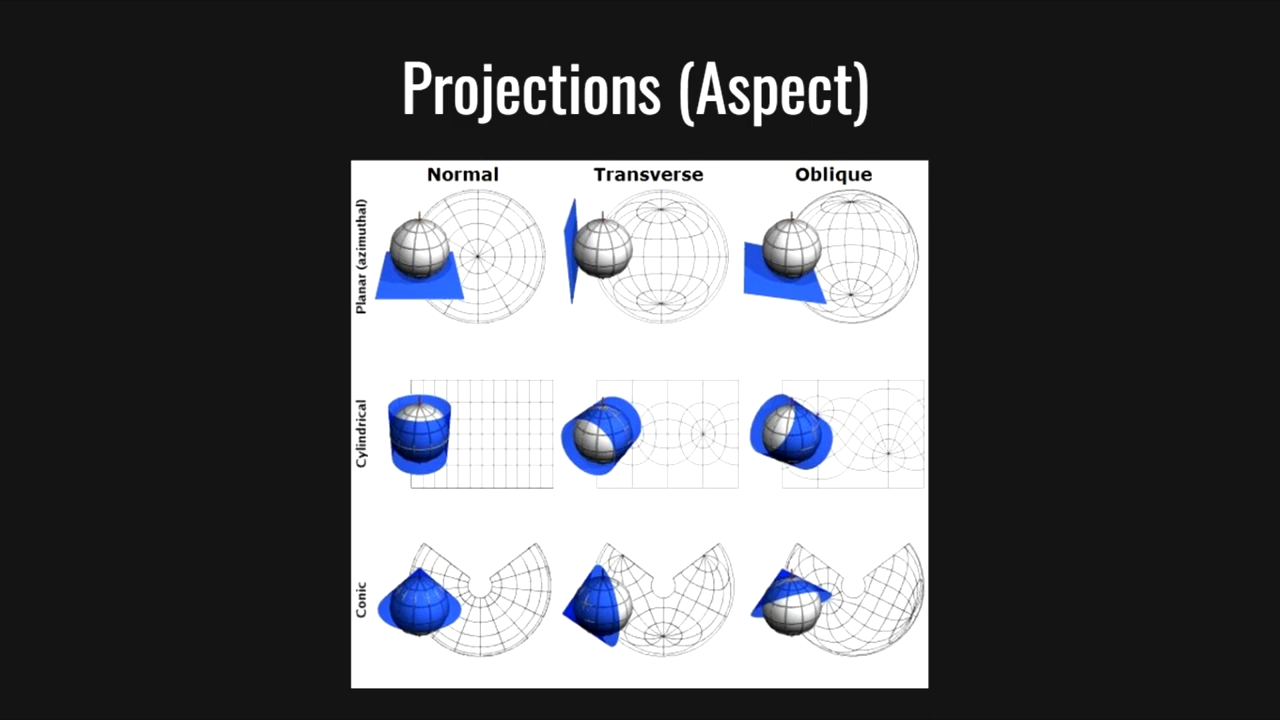 Projections (Aspect)
Normal
Transverse
Oblique
Planar (azimuthal)
Cylindrical
Conic